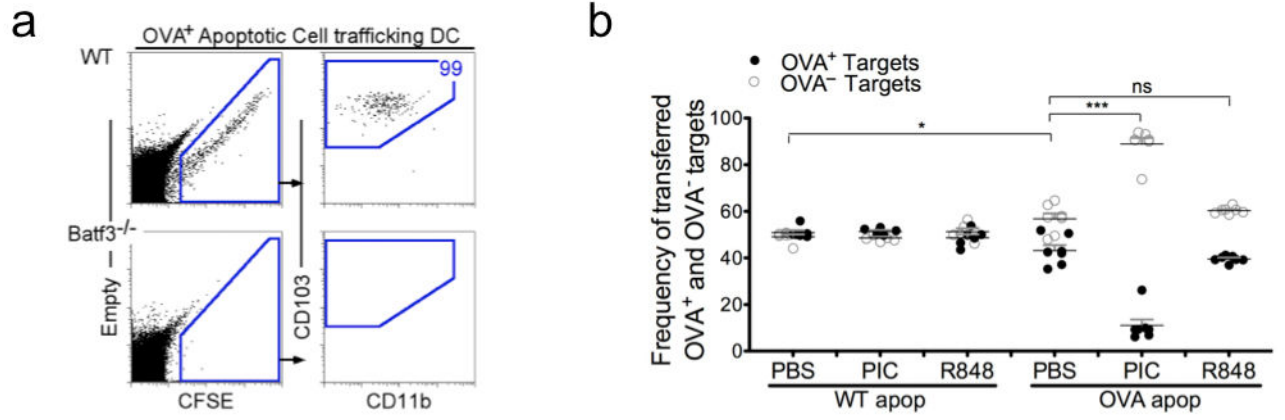 a
OVA+ Apoptotic Cell trafficking DC
WT
99
Batf3-/-
Empty
CD103
CFSE
CD11b
b
OVA+ Targets
OVA− Targets
ns
***
*
Frequency of transferred
OVA+ and OVA- targets
100
80
60
40
20
0
PBS PIC R848 PBS PIC R848
WT apop OVA apop